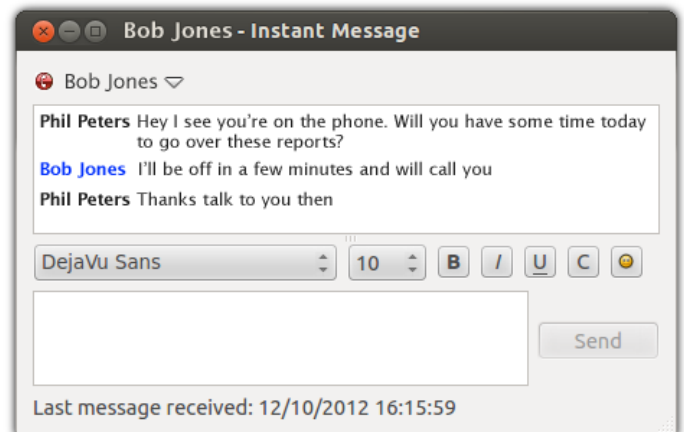 Bob Jones - Instant Message
Bob Jones
Phil Peters Hey I see you're on the phone. Will you have some time today
to go over these reports?
Bob Jones I'll be off in a few minutes and will call you
Phil Peters Thanks talk to you then
DejaVu Sans 10 B I U C
Send
Last message received: 12/10/2012 16:15:59